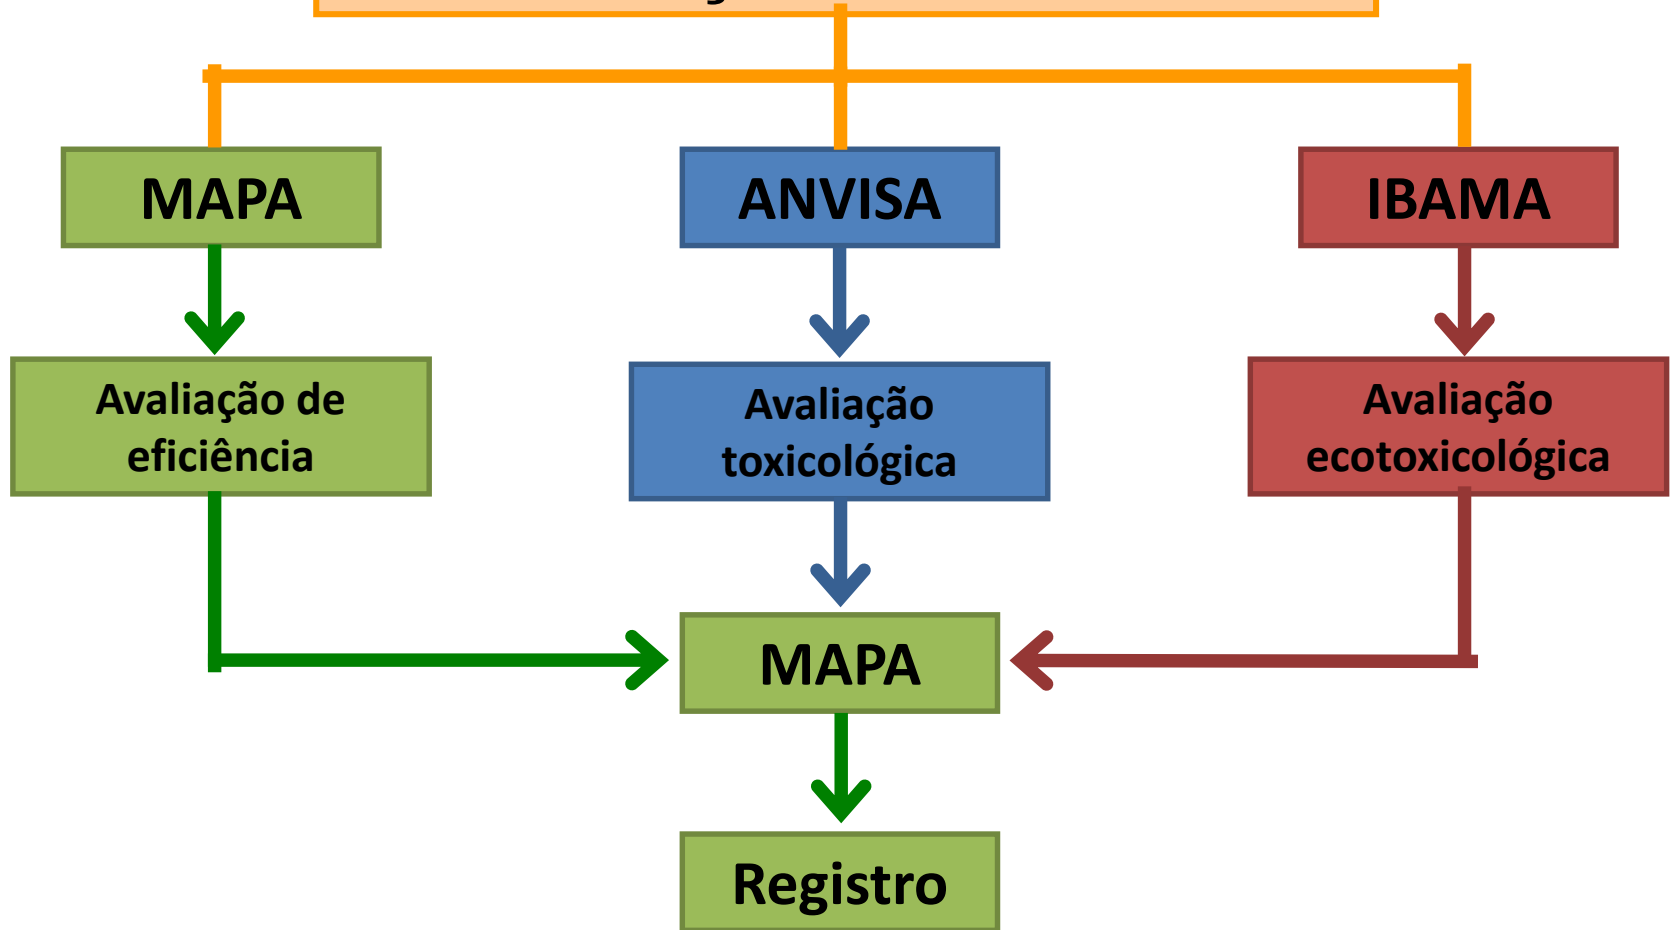 MAPA
ANVISA
IBAMA
Avaliação de
eficiência
Avaliação
toxicológica
Avaliação
ecotoxicológica
MAPA
Registro